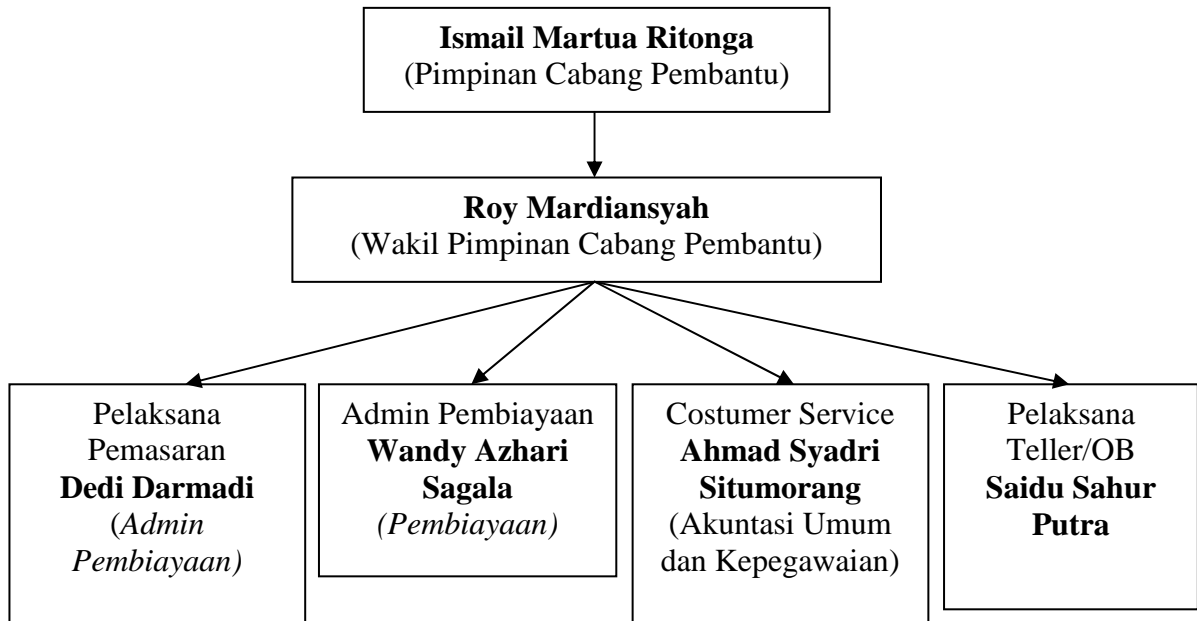 Ismail Martua Ritonga
(Pimpinan Cabang Pembantu)
Roy Mardiansyah
(Wakil Pimpinan Cabang Pembantu)
Pelaksana
Pemasaran
Dedi Darmadi
(Admin
Pembiayaan)
Admin Pembiayaan
Wandy Azhari
Sagala
(Pembiayaan)
Costumer Service
Ahmad Syadri
Situmorang
(Akuntasi Umum
dan Kepegawaian)
Pelaksana
Teller/OB
Saidu Sahur
Putra